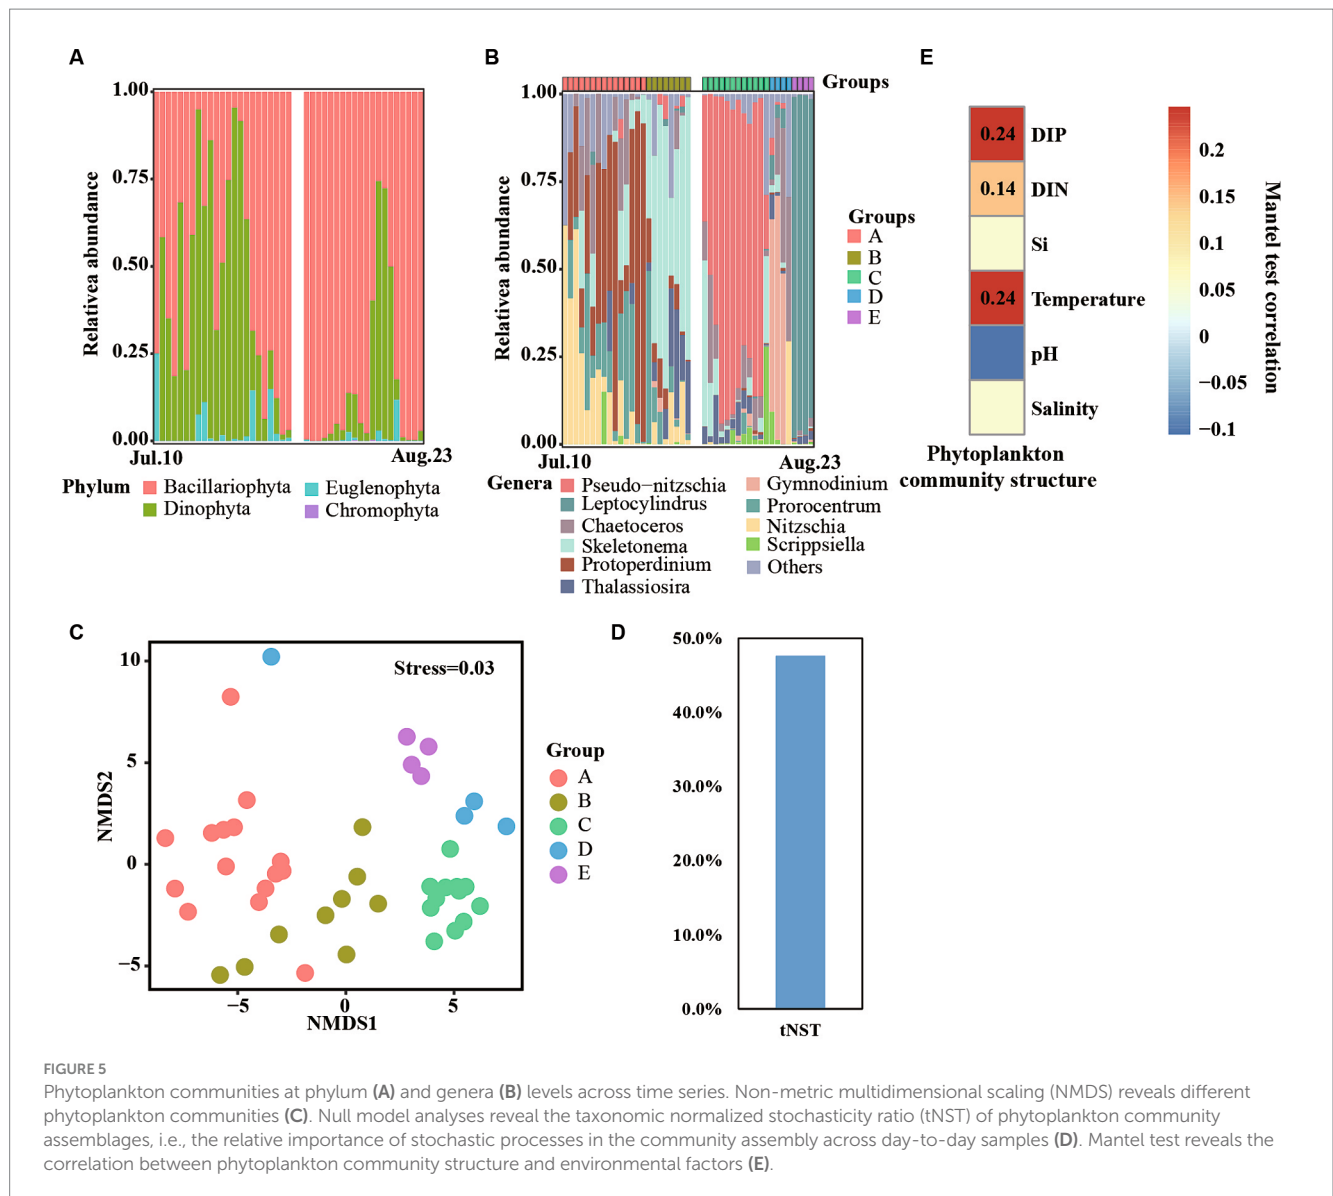 A
Relativea abundance
1.00
0.75
0.50
0.25
0.00
Jul.10
Aug.23
Phylum
Bacillariophyta
Dinophyta
Euglenophyta
Chromophyta
B
Groups
Relativea abundance
1.00
0.75
0.50
0.25
0.00
Jul.10
Aug.23
Groups
A
B
C
D
E
Genera
Pseudo-nitzschia
Leptocylindrus
Chaetoceros
Skeletonema
Protoperdinium
Thalassiosira
Gymnodinium
Prorocentrum
Nitzschia
Scrippsiella
Others
E
0.24 DIP
0.14 DIN
Si
0.24 Temperature
pH
Salinity
Phytoplankton
community structure
0.2
0.15
0.1
0.05
0
−0.05
−0.1
Mantel test correlation
C
Stress=0.03
NMDS2
10
5
0
−5
−5
0
5
NMDS1
Group
A
B
C
D
E
D
50.0%
40.0%
30.0%
20.0%
10.0%
0.0%
tNST
FIGURE 5
Phytoplankton communities at phylum (A) and genera (B) levels across time series. Non-metric multidimensional scaling (NMDS) reveals different
phytoplankton communities (C). Null model analyses reveal the taxonomic normalized stochasticity ratio (tNST) of phytoplankton community
assemblages, i.e., the relative importance of stochastic processes in the community assembly across day-to-day samples (D). Mantel test reveals the
correlation between phytoplankton community structure and environmental factors (E).